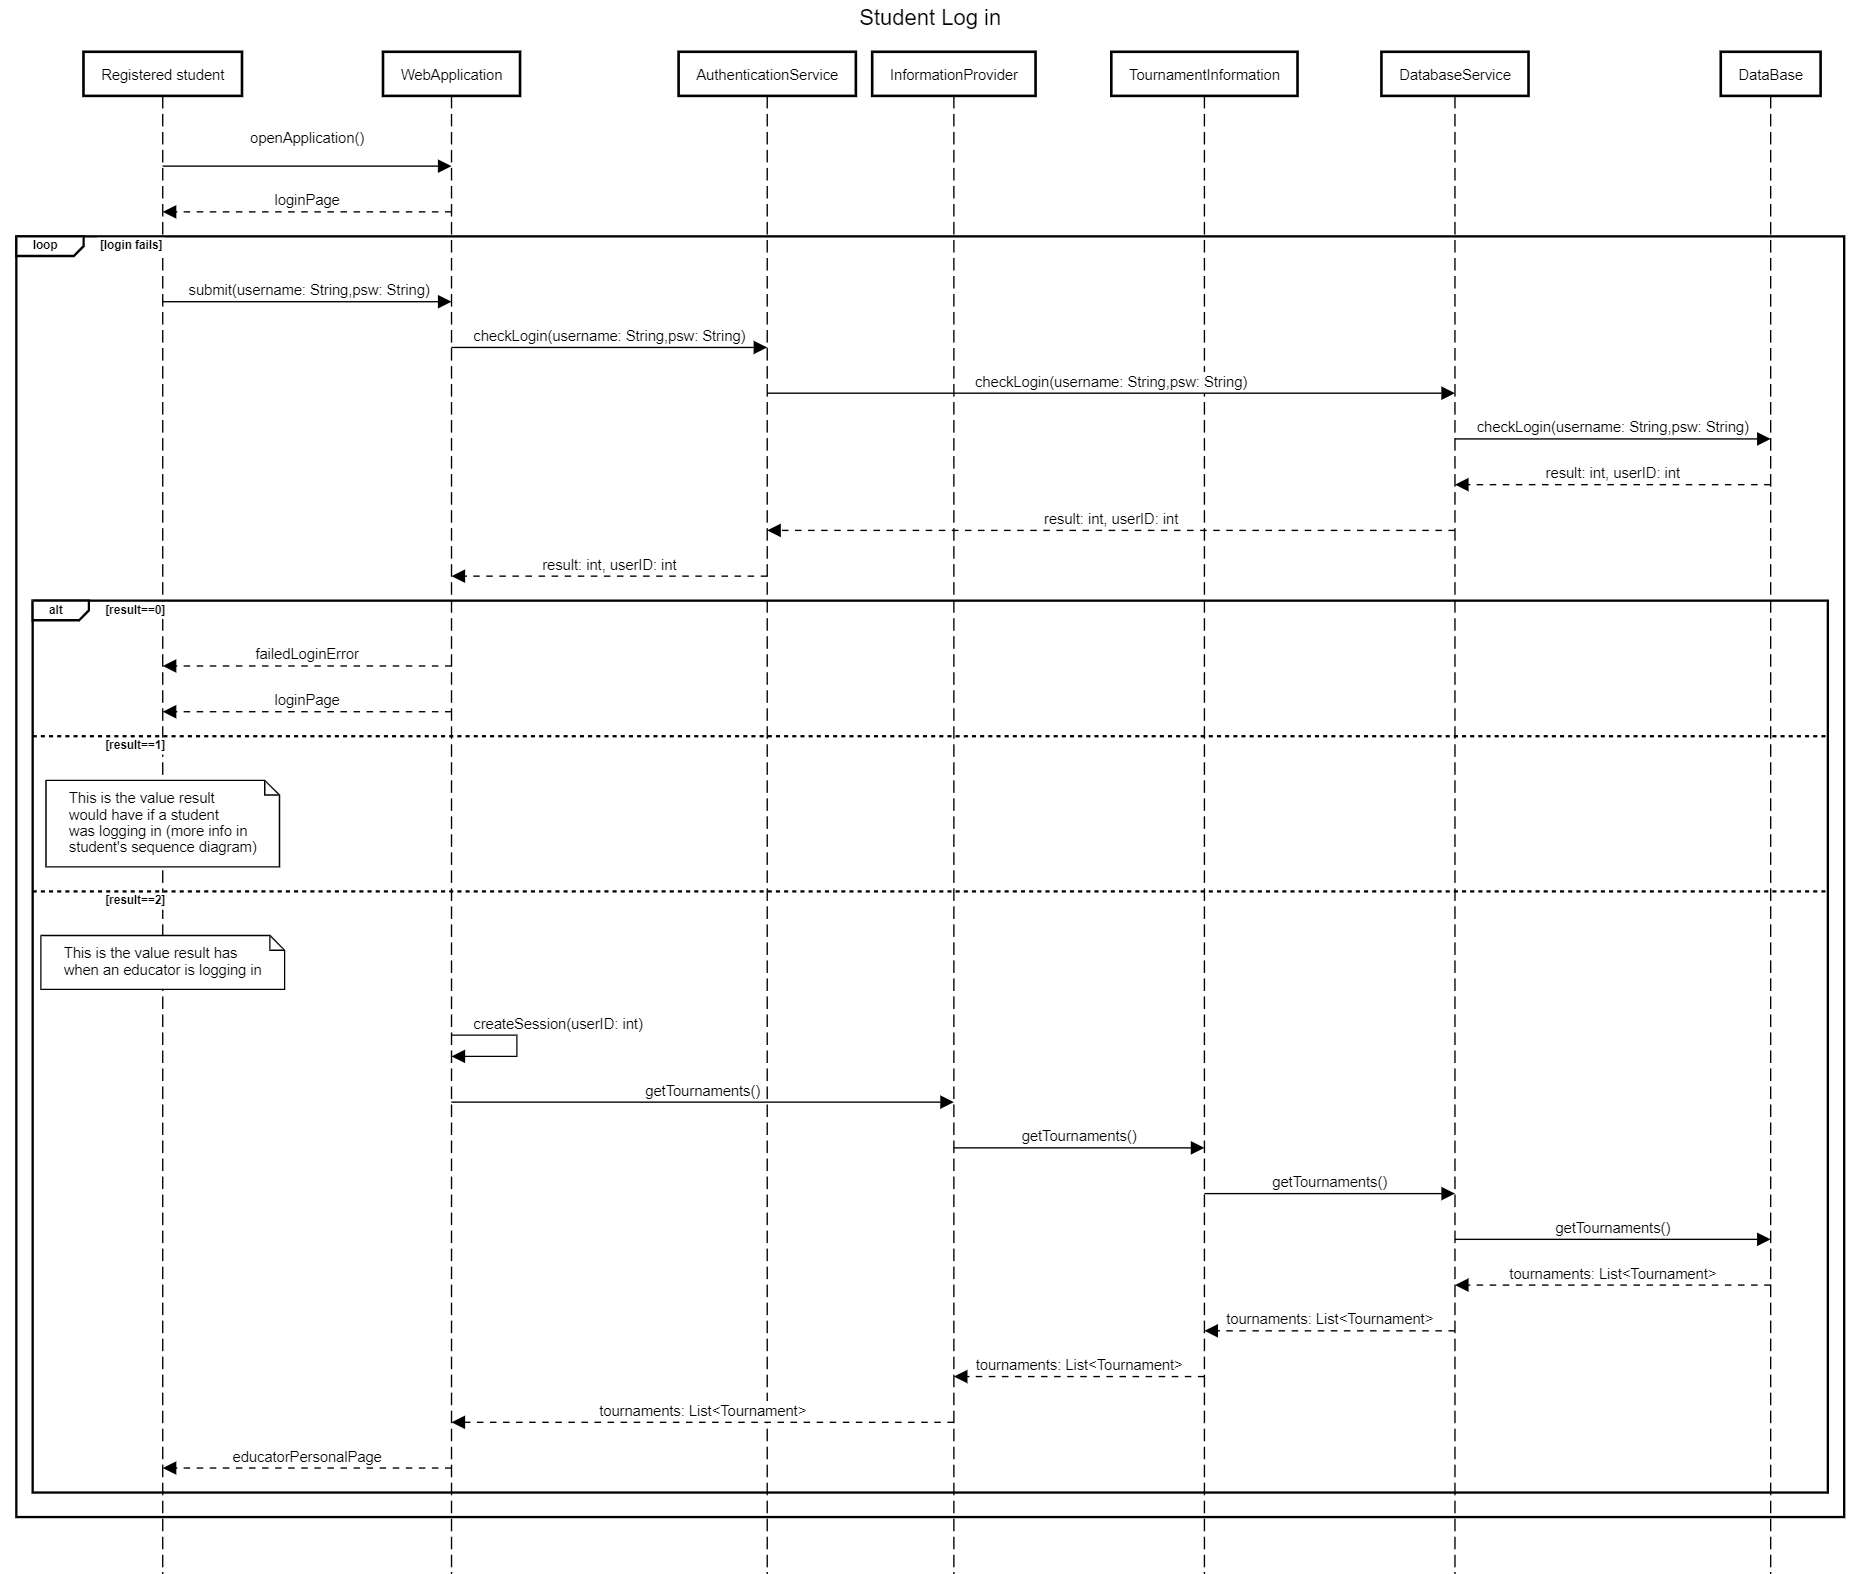 Student Log in
Registered student
WebApplication
AuthenticationService
InformationProvider
TournamentInformation
DatabaseService
DataBase
openApplication()
loginPage
loop
[login fails]
submit(username: String,psw: String)
checkLogin(username: String,psw: String)
checkLogin(username: String,psw: String)
checkLogin(username: String,psw: String)
result: int, userID: int
result: int, userID: int
result: int, userID: int
alt
[result==0]
failedLoginError
loginPage
[result==1]
This is the value result
would have if a student
was logging in (more info in
student's sequence diagram)
[result==2]
This is the value result has
when an educator is logging in
createSession(userID: int)
getTournaments()
getTournaments()
getTournaments()
getTournaments()
tournaments: List<Tournament>
tournaments: List<Tournament>
tournaments: List<Tournament>
tournaments: List<Tournament>
educatorPersonalPage